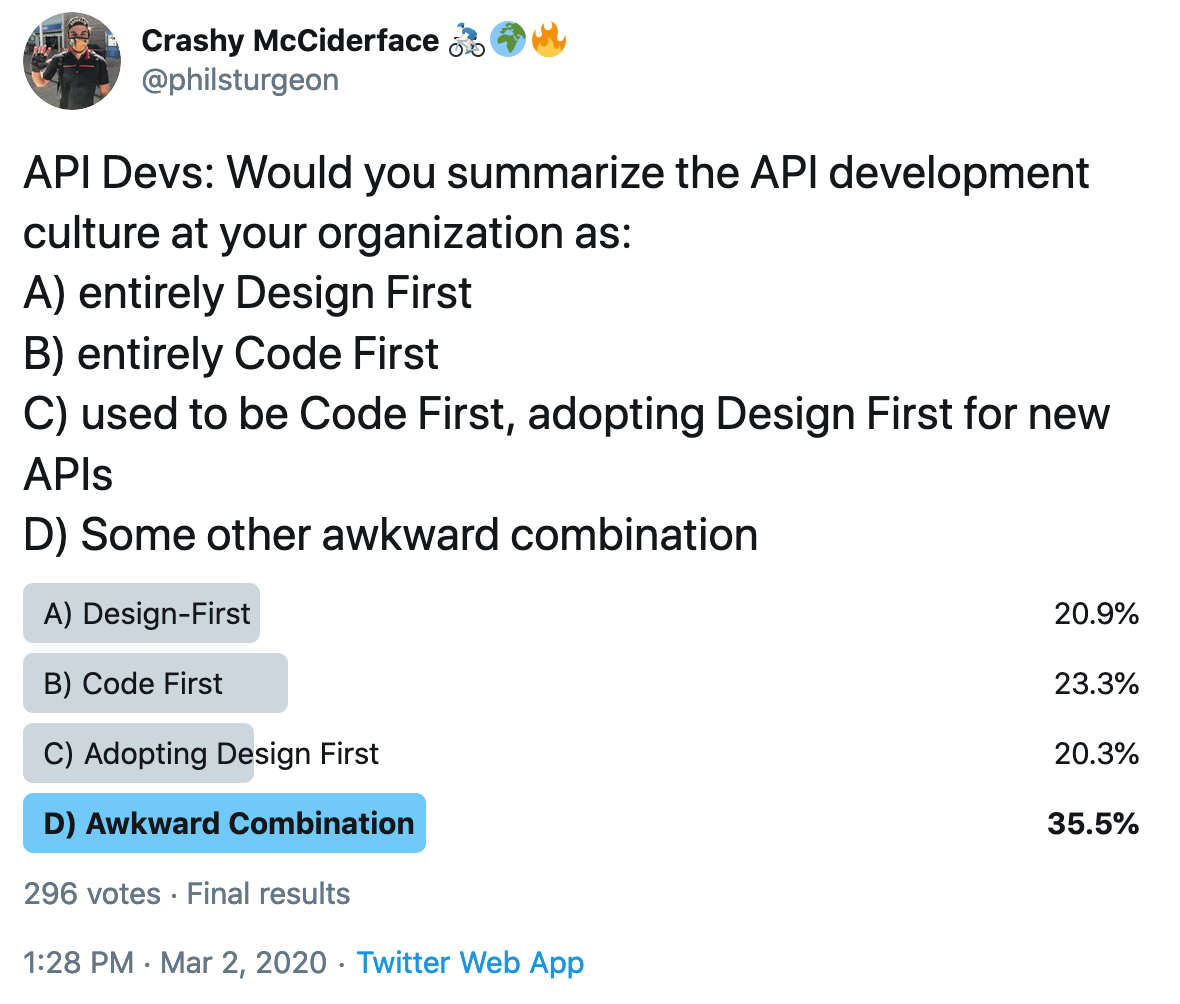 Crashy McCiderface 🚴🌍🔥
@philsturgeon
API Devs: Would you summarize the API development
culture at your organization as:
A) entirely Design First
B) entirely Code First
C) used to be Code First, adopting Design First for new
APIs
D) Some other awkward combination
A) Design-First 20.9%
B) Code First 23.3%
C) Adopting Design First 20.3%
D) Awkward Combination 35.5%
296 votes · Final results
1:28 PM · Mar 2, 2020 · Twitter Web App